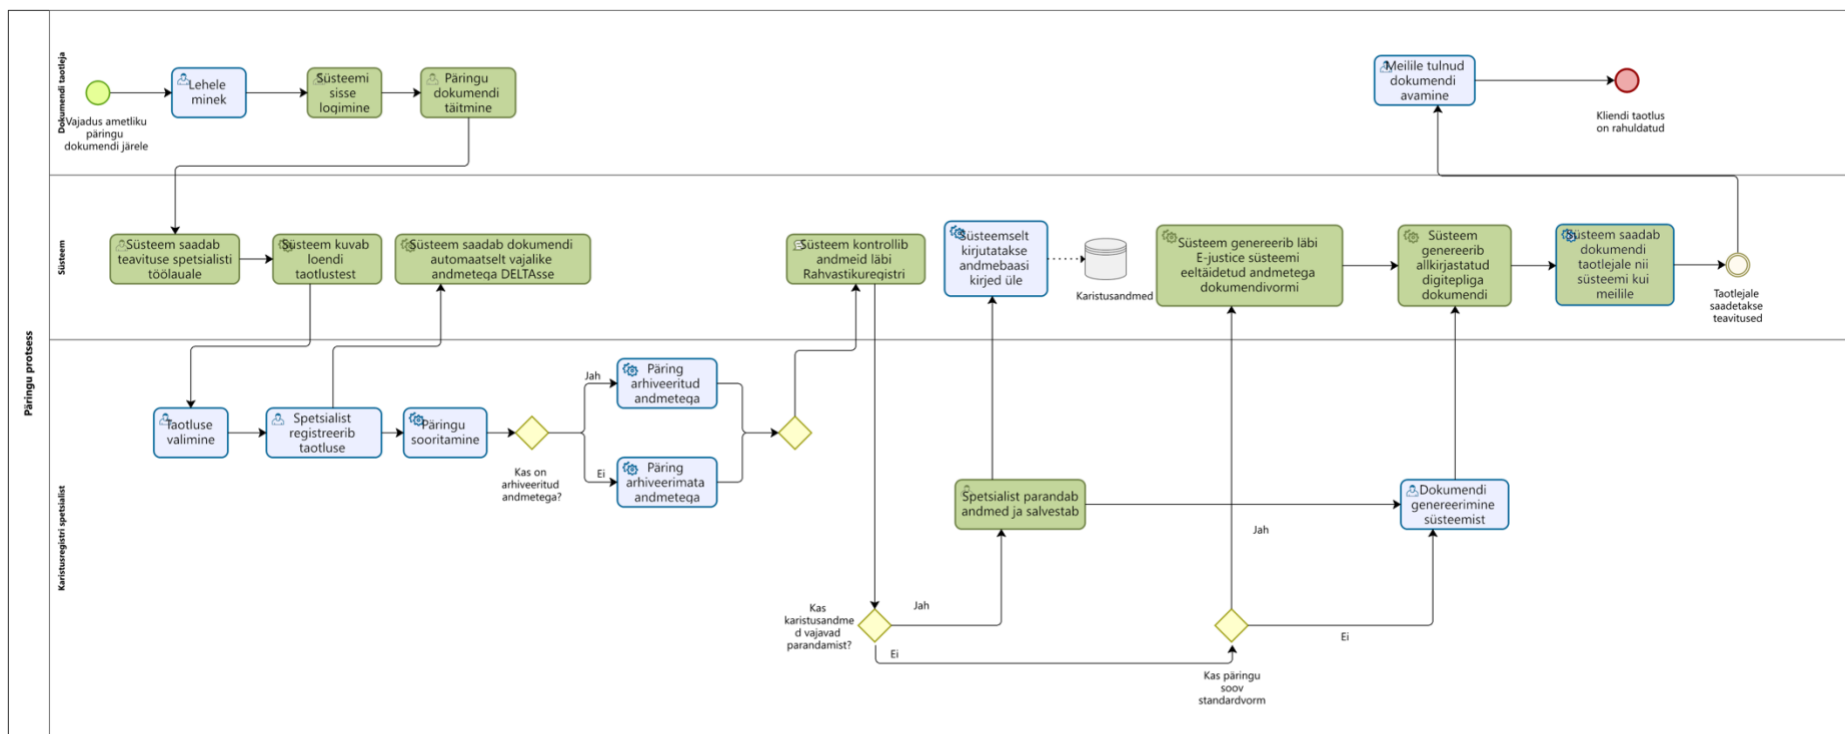 Päringu protsess
Dokumendi taotleja
Vajadus ametliku
päringu
dokumendi järele
Lehele
minek
Süsteemi
sisse
logimine
Päringu
dokumendi
täitmine
Meilile tulnud
dokumendi
avamine
Kliendi taotlus
on rahuldatud
Süsteem
Süsteem saadab
teavituse spetsialisti
töölauale
Süsteem kuvab
loendi
taotlustest
Süsteem saadab dokumendi
automaatselt vajalike
andmetega DELTAsse
Süsteem kontrollib
andmeid läbi
Rahvastikuregistri
Süsteemselt
kirjutatakse
andmebaasi
kirjed üle
Karistusandmed
Süsteem genereerib läbi
E-justice süsteemi
eeltäidetud andmetega
dokumendivormi
Süsteem
genereerib
allkirjastatud
digitepliga
dokumendi
Süsteem saadab
dokumendi
taotlejale nii
süsteemi kui
meilile
Taotlejale
saadetakse
teavitused
Karistusregistri spetsialist
Taotluse
valimine
Spetsialist
registreerib
taotluse
Päringu
sooritamine
Kas on
arhiveeritud
andmetega?
Jah
Päring
arhiveeritud
andmetega
Ei
Päring
arhiveerimata
andmetega
Kas
karistusandme
d vajavad
parandamist?
Jah
Ei
Spetsialist parandab
andmed ja salvestab
Kas päringu
soov
standardvorm
Jah
Ei
Dokumendi
genereerimine
süsteemist